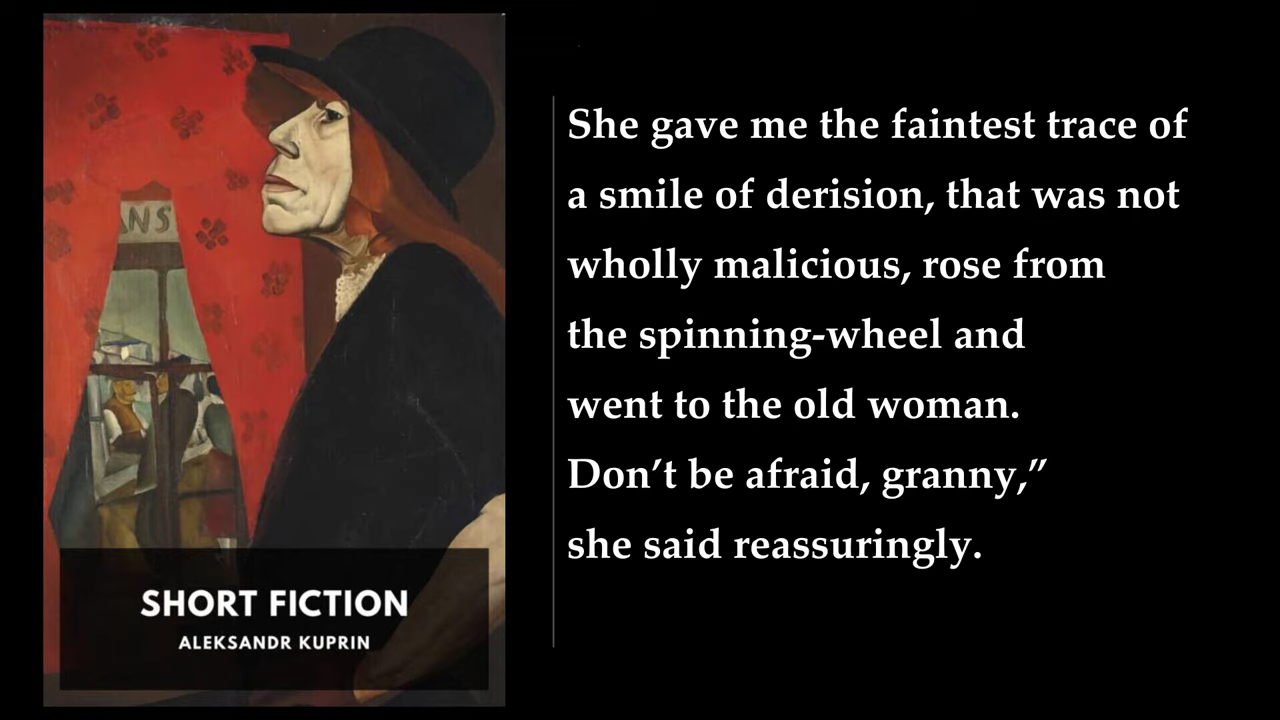 ANS
SHORT FICTION
ALEKSANDR KUPRIN
She gave me the faintest trace of
a smile of derision, that was not
wholly malicious, rose from
the spinning-wheel and
went to the old woman.
Don’t be afraid, granny,”
she said reassuringly.